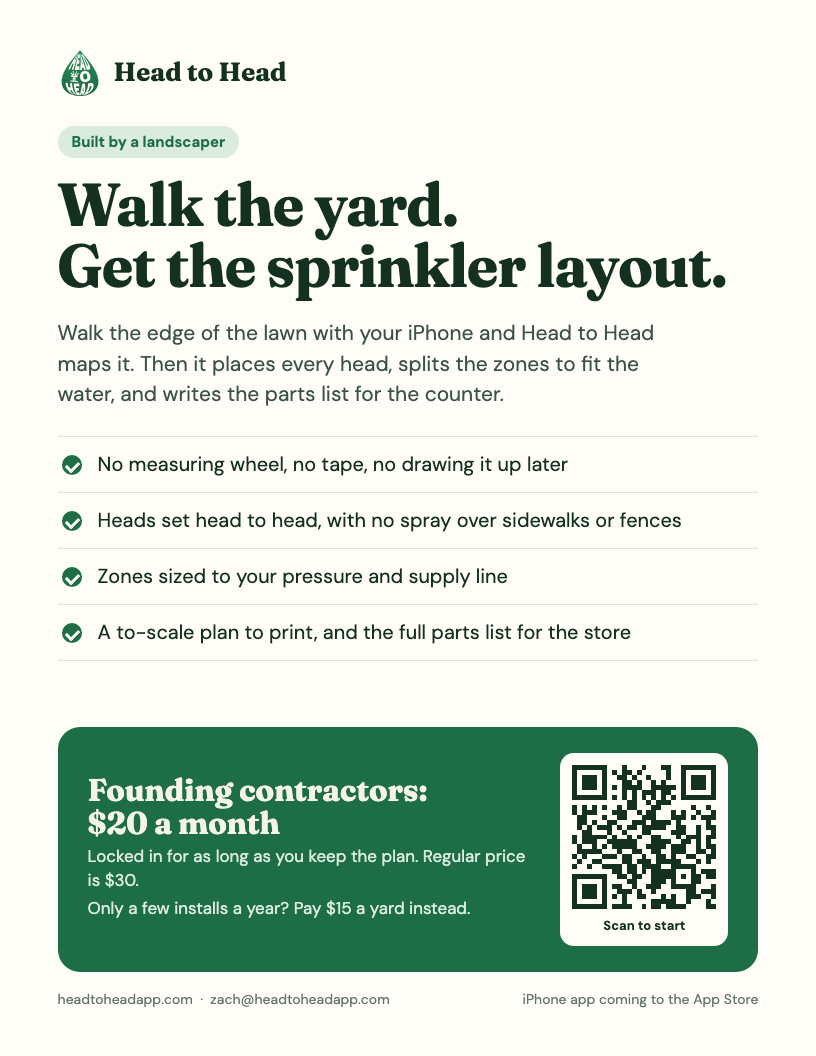 HEAD
TO
HEAD
Head to Head
Built by a landscaper
Walk the yard.
Get the sprinkler layout.
Walk the edge of the lawn with your iPhone and Head to Head
maps it. Then it places every head, splits the zones to fit the
water, and writes the parts list for the counter.
No measuring wheel, no tape, no drawing it up later
Heads set head to head, with no spray over sidewalks or fences
Zones sized to your pressure and supply line
A to-scale plan to print, and the full parts list for the store
Founding contractors:
$20 a month
Locked in for as long as you keep the plan. Regular price
is $30.
Only a few installs a year? Pay $15 a yard instead.
Scan to start
headtoheadapp.com · zach@headtoheadapp.com
iPhone app coming to the App Store